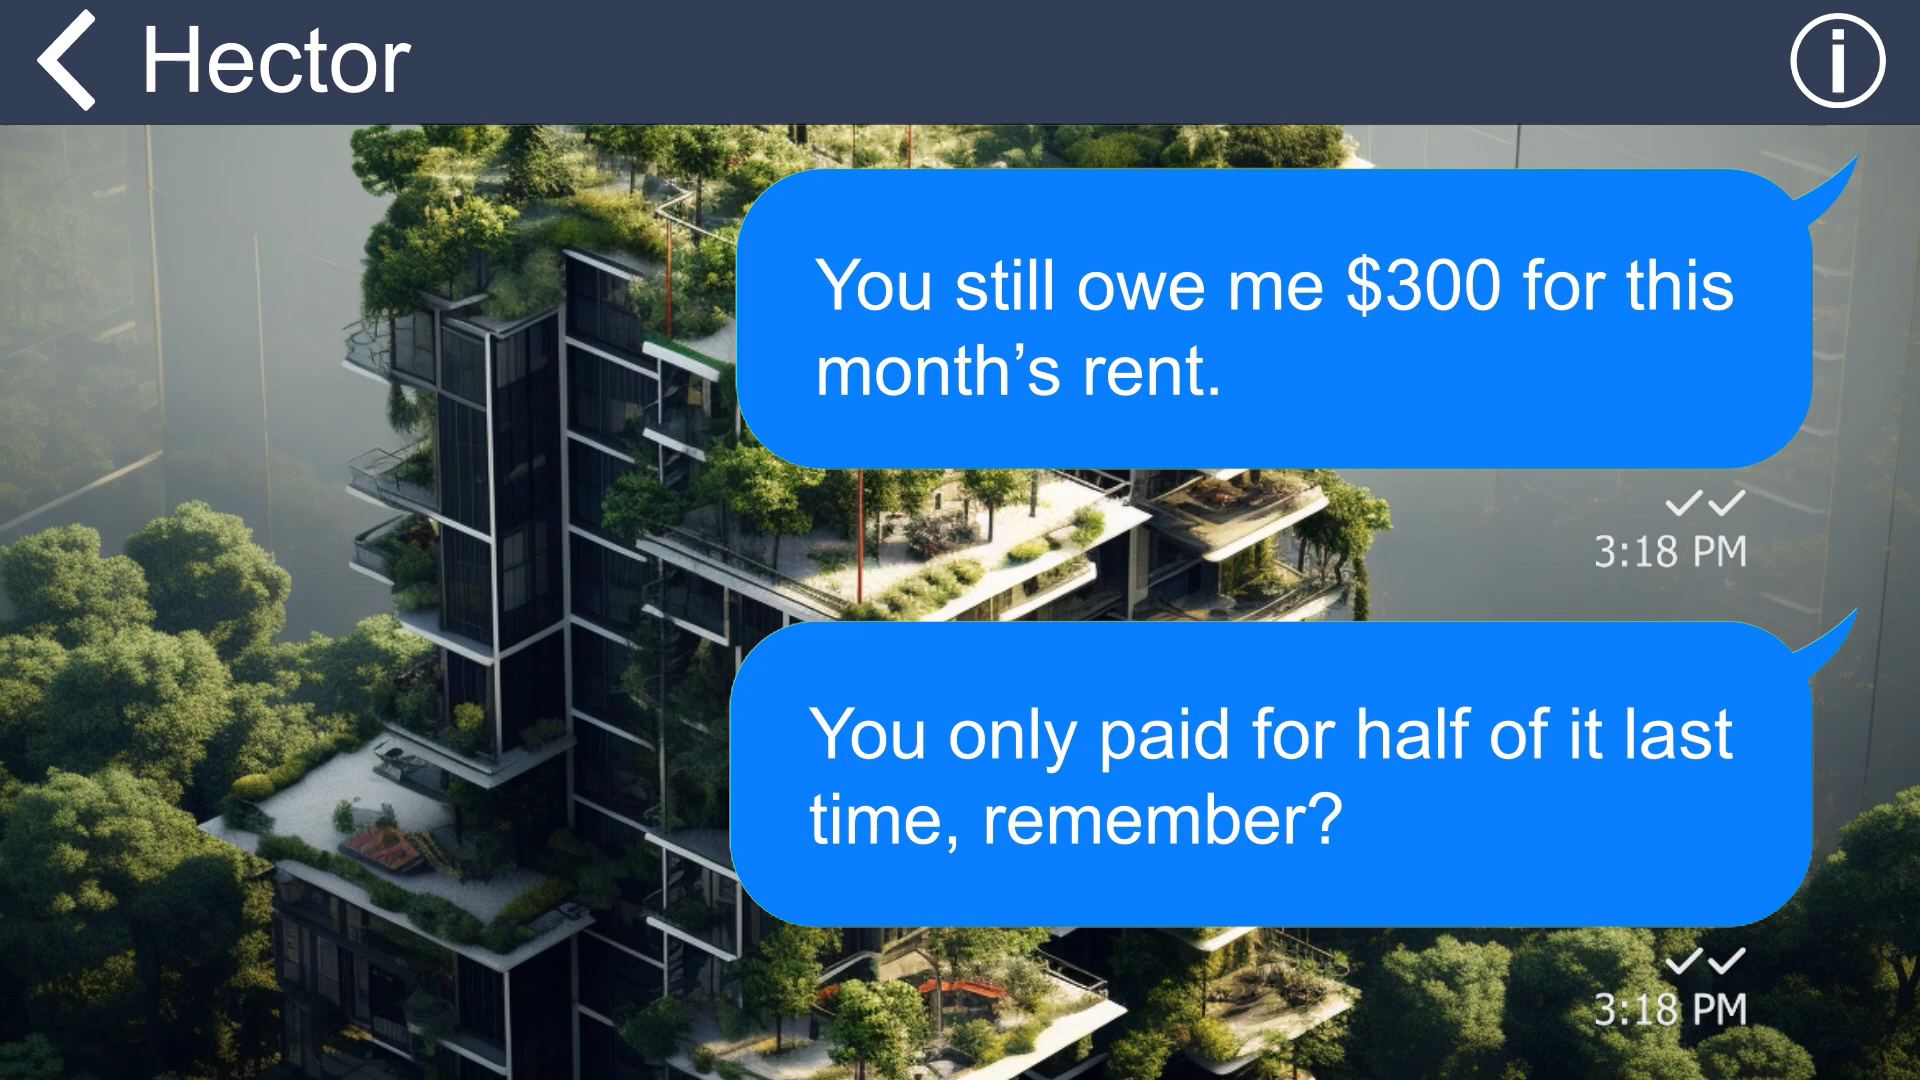 Hector
You still owe me $300 for this
month’s rent.
3:18 PM
You only paid for half of it last
time, remember?
3:18 PM